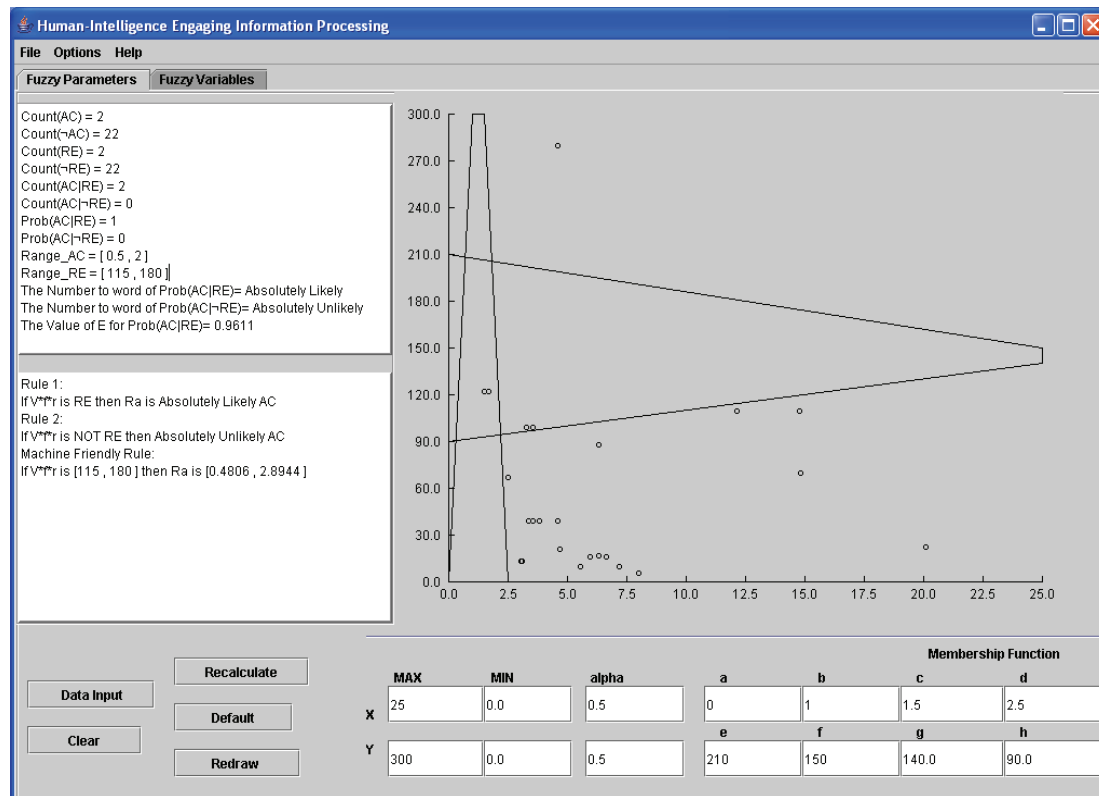 Human-Intelligence Engaging Information Processing
File Options Help
Fuzzy Parameters Fuzzy Variables
Count(AC) = 2
Count(¬AC) = 22
Count(RE) = 2
Count(¬RE) = 22
Count(AC|RE) = 2
Count(AC|¬RE) = 0
Prob(AC|RE) = 1
Prob(AC|¬RE) = 0
Range_AC = [ 0.5 , 2 ]
Range_RE = [ 115 , 180 ]
The Number to word of Prob(AC|RE)= Absolutely Likely
The Number to word of Prob(AC|¬RE)= Absolutely Unlikely
The Value of E for Prob(AC|RE)= 0.9611
Rule 1:
If V*f*r is RE then Ra is Absolutely Likely AC
Rule 2:
If V*f*r is NOT RE then Absolutely Unlikely AC
Machine Friendly Rule:
If V*f*r is [115 , 180 ] then Ra is [0.4806 , 2.8944 ]
300.0
270.0
240.0
210.0
180.0
150.0
120.0
90.0
60.0
30.0
0.0
0.0 2.5 5.0 7.5 10.0 12.5 15.0 17.5 20.0 22.5 25.0
Data Input
Clear
Recalculate
Default
Redraw
Membership Function
MAX MIN alpha a b c d
X 25 0.0 0.5 0 1 1.5 2.5
e f g h
Y 300 0.0 0.5 210 150 140.0 90.0